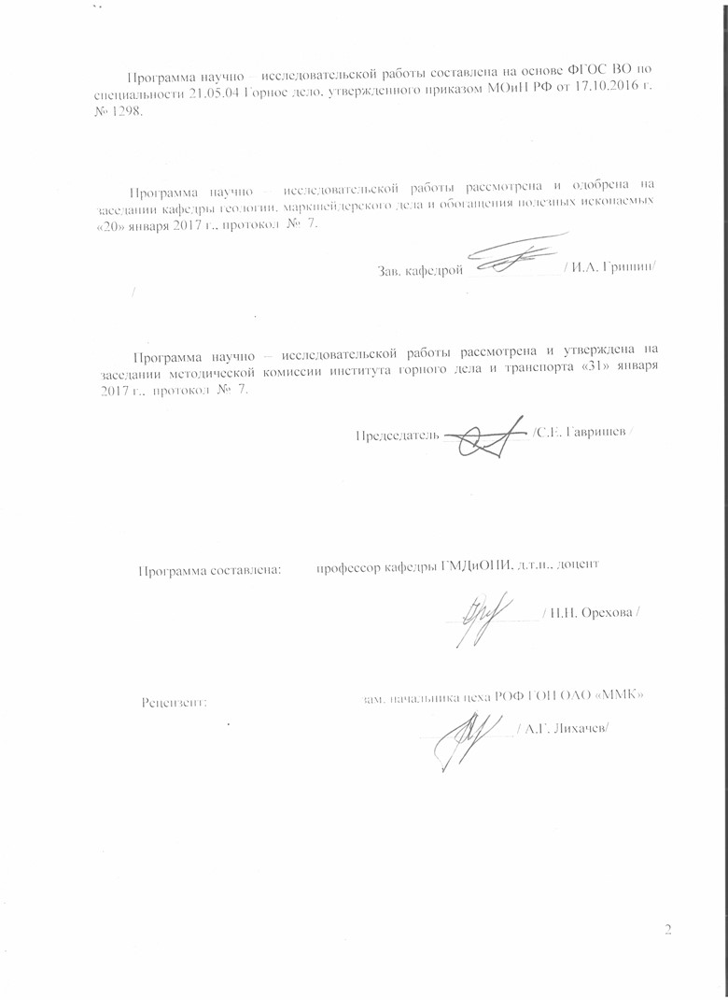 Программа научно – исследовательской работы составлена на основе ФГОС ВО по
специальности 21.05.04 Горное дело, утвержденного приказом МОиН РФ от 17.10.2016 г.
№ 1298.
Программа научно – исследовательской работы рассмотрена и одобрена на
заседании кафедры геологии, маркшейдерского дела и обогащения полезных ископаемых
«20» января 2017 г., протокол № 7.
Зав. кафедрой / И.А. Гришин/
/
Программа научно – исследовательской работы рассмотрена и утверждена на
заседании методической комиссии института горного дела и транспорта «31» января
2017 г., протокол № 7.
Председатель /С.Е. Гавришев /
Программа составлена: профессор кафедры ГМДиОПИ, д.т.н., доцент
/ Н.Н. Орехова /
Рецензент: зам. начальника цеха РОФ ГОП ОАО «ММК»
/ А.Г. Лихачев/
2